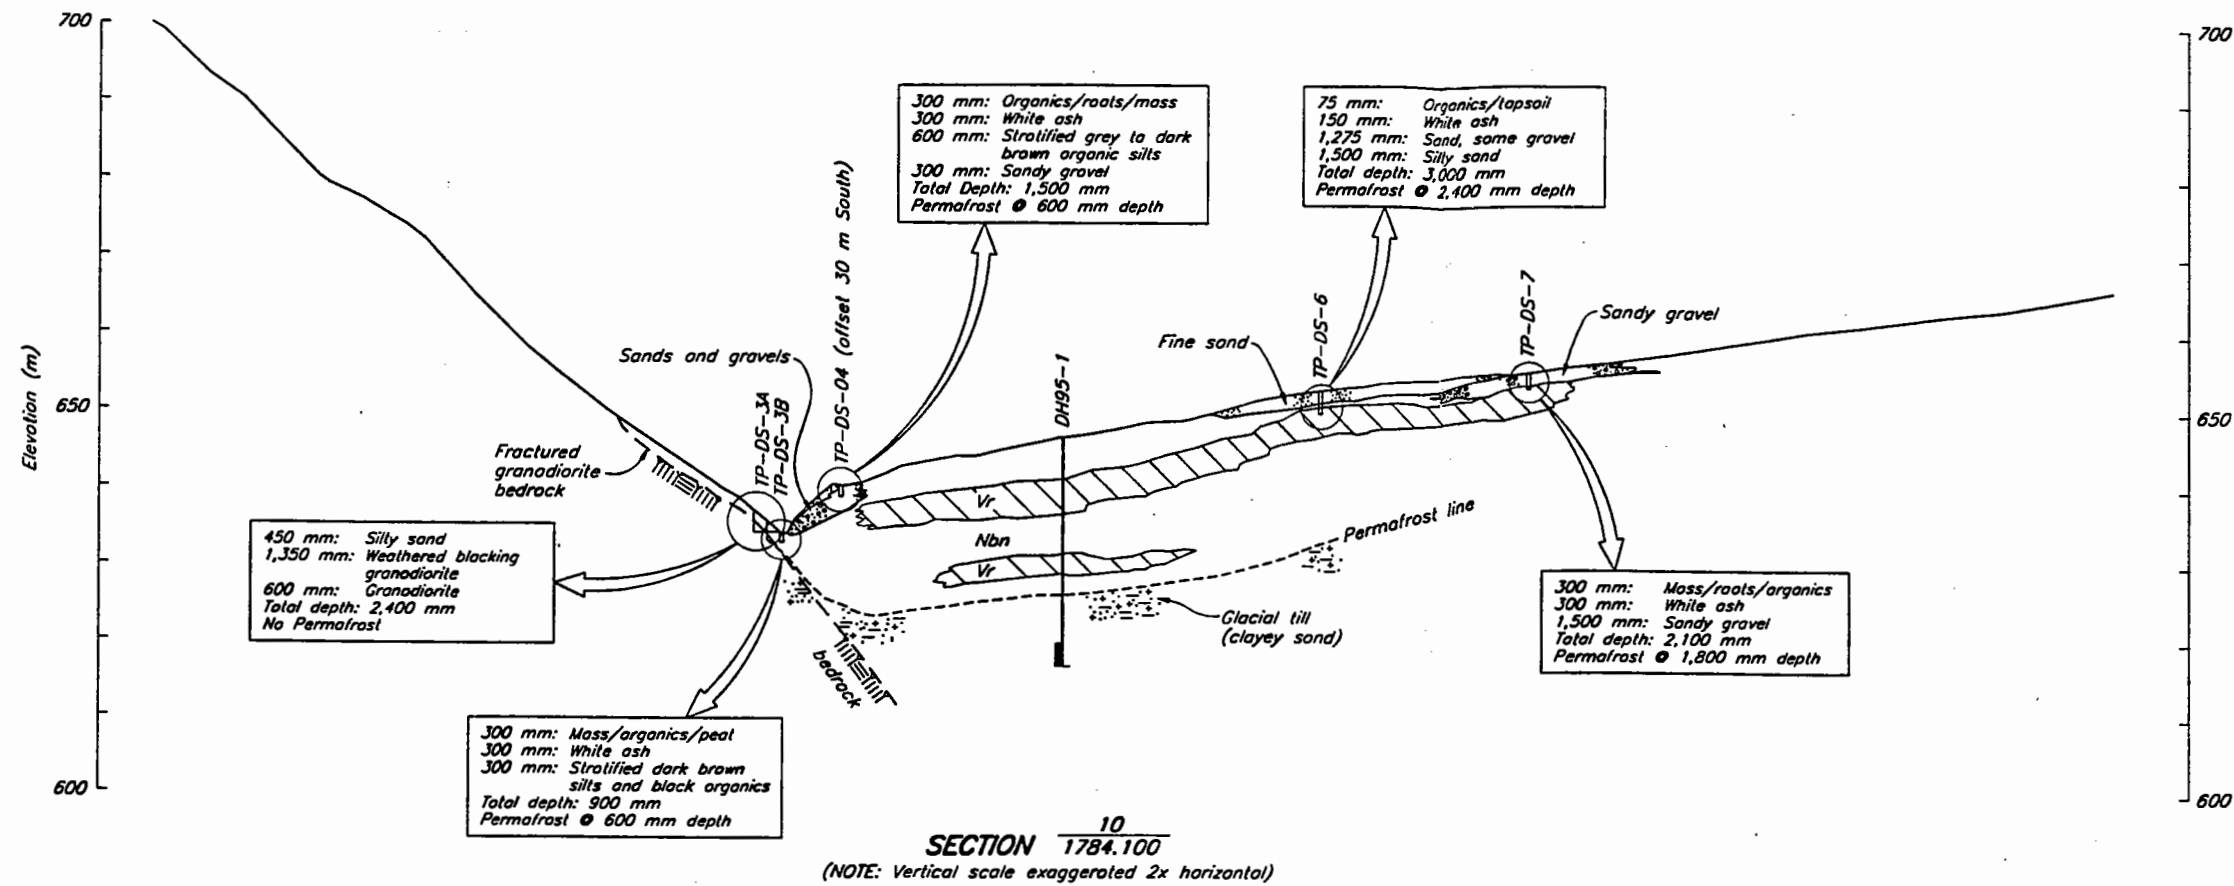 700
650
600
Elevation (m)
700
650
600
300 mm: Organics/roots/moss
300 mm: White ash
600 mm: Stratified grey to dark
brown organic silts
300 mm: Sandy gravel
Total Depth: 1,500 mm
Permafrost @ 600 mm depth
75 mm: Organics/topsoil
150 mm: White ash
1,275 mm: Sand, some gravel
1,500 mm: Silty sand
Total depth: 3,000 mm
Permafrost @ 2,400 mm depth
TP-DS-3A
TP-DS-3B
TP-DS-04 (offset 30 m South)
DH95-1
TP-DS-6
TP-DS-7
Sands and gravels
Fine sand
Sandy gravel
Fractured
granodiorite
bedrock
Vr
Nbn
Vr
Permafrost line
Glacial till
(clayey sand)
bedrock
450 mm: Silty sand
1,350 mm: Weathered blacking
granodiorite
600 mm: Granodiorite
Total depth: 2,400 mm
No Permafrost
300 mm: Moss/roots/organics
300 mm: White ash
1,500 mm: Sandy gravel
Total depth: 2,100 mm
Permafrost @ 1,800 mm depth
300 mm: Moss/organics/peat
300 mm: White ash
300 mm: Stratified dark brown
silts and black organics
Total depth: 900 mm
Permafrost @ 600 mm depth
SECTION 10
1784.100
(NOTE: Vertical scale exaggerated 2x horizontal)